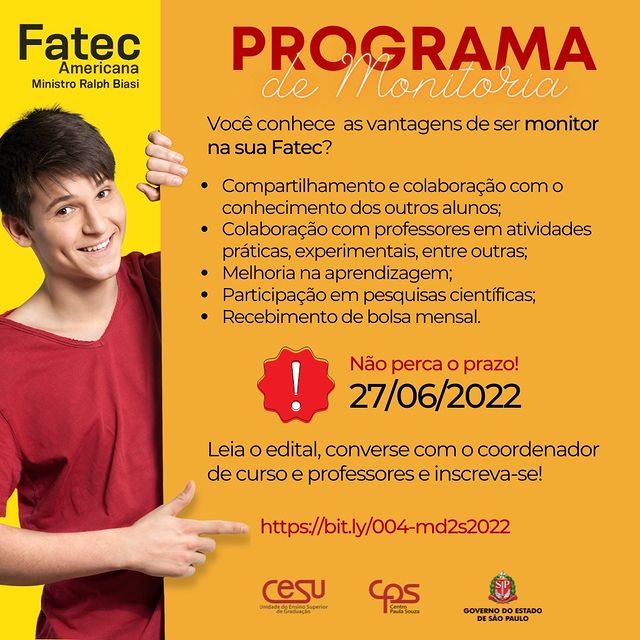 Fatec
Americana
Ministro Ralph Biasi
PROGRAMA
de Monitoria
Você conhece as vantagens de ser monitor
na sua Fatec?
• Compartilhamento e colaboração com o
conhecimento dos outros alunos;
• Colaboração com professores em atividades
práticas, experimentais, entre outras;
• Melhoria na aprendizagem;
• Participação em pesquisas científicas;
• Recebimento de bolsa mensal.
!
Não perca o prazo!
27/06/2022
Leia o edital, converse com o coordenador
de curso e professores e inscreva-se!
https://bit.ly/004-md2s2022
CESU
Unidade do Ensino Superior
de Graduação
CPS
Centro
Paula Souza
SP
GOVERNO DO ESTADO
DE SÃO PAULO